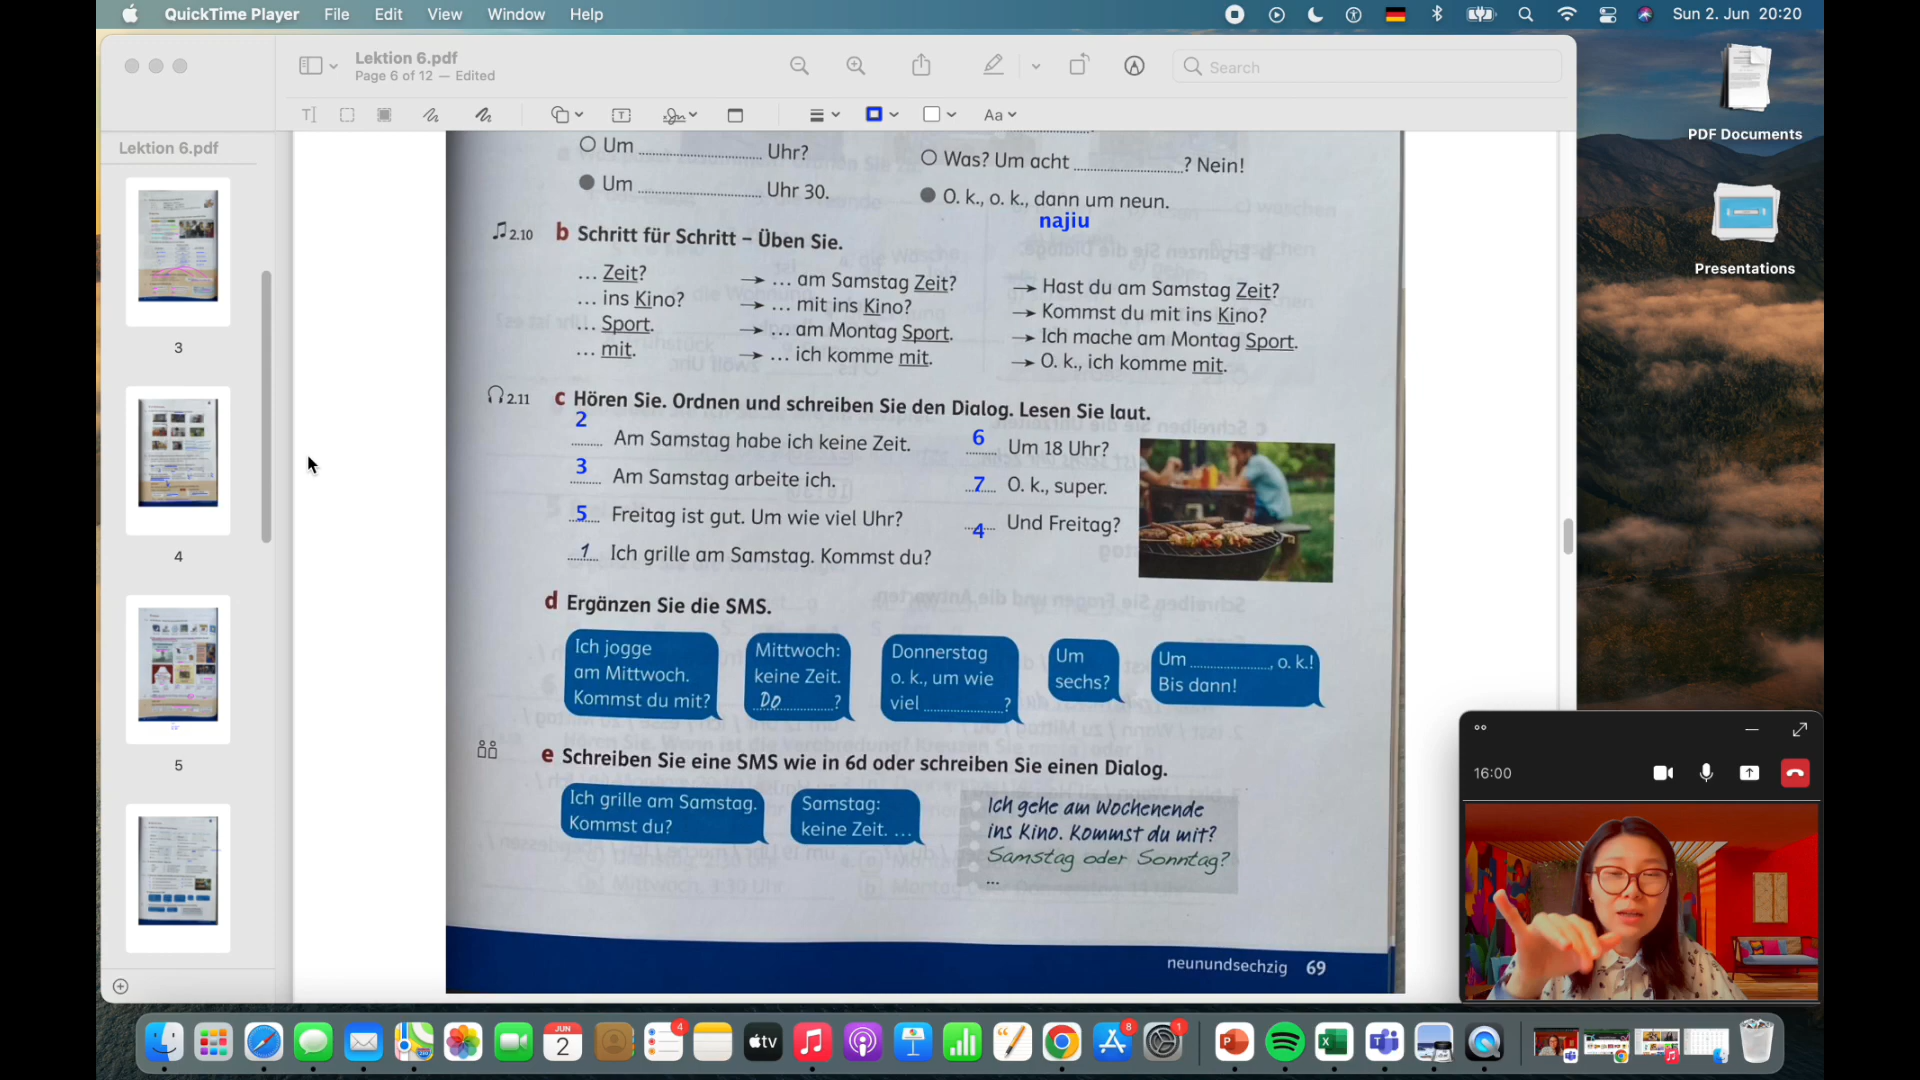 QuickTime Player File Edit View Window Help
Sun 2. Jun 20:20
Lektion 6.pdf
Page 6 of 12 — Edited
Search
Aa
Lektion 6.pdf
3
4
5
PDF Documents
Presentations
Um ............ Uhr?
Um ............ Uhr 30.
Was? Um acht ............? Nein!
O. k., o. k., dann um neun.
najiu
2.10 b Schritt für Schritt – Üben Sie.
... Zeit? → ... am Samstag Zeit? → Hast du am Samstag Zeit?
... ins Kino? → ... mit ins Kino? → Kommst du mit ins Kino?
... Sport. → ... am Montag Sport. → Ich mache am Montag Sport.
... mit. → ... ich komme mit. → O. k., ich komme mit.
2.11 c Hören Sie. Ordnen und schreiben Sie den Dialog. Lesen Sie laut.
2 Am Samstag habe ich keine Zeit.
3 Am Samstag arbeite ich.
5 Freitag ist gut. Um wie viel Uhr?
1 Ich grille am Samstag. Kommst du?
6 Um 18 Uhr?
7 O. k., super.
4 Und Freitag?
d Ergänzen Sie die SMS.
Ich jogge
am Mittwoch.
Kommst du mit?
Mittwoch:
keine Zeit.
Do ............?
Donnerstag
o. k., um wie
viel ............?
Um
sechs?
Um ............, o. k.!
Bis dann!
e Schreiben Sie eine SMS wie in 6d oder schreiben Sie einen Dialog.
Ich grille am Samstag.
Kommst du?
Samstag:
keine Zeit. ...
Ich gehe am Wochenende
ins Kino. Kommst du mit?
Samstag oder Sonntag?
...
neunundsechzig 69
16:00
JUN
2
4
tv
8
1